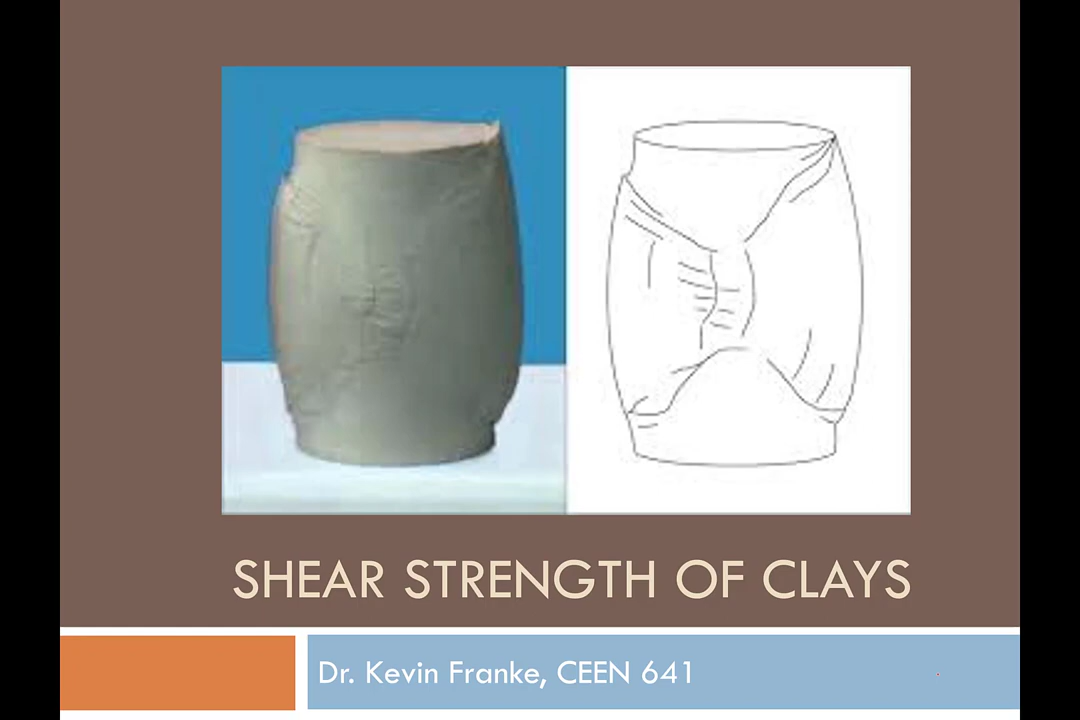 SHEAR STRENGTH OF CLAYS
Dr. Kevin Franke, CEEN 641